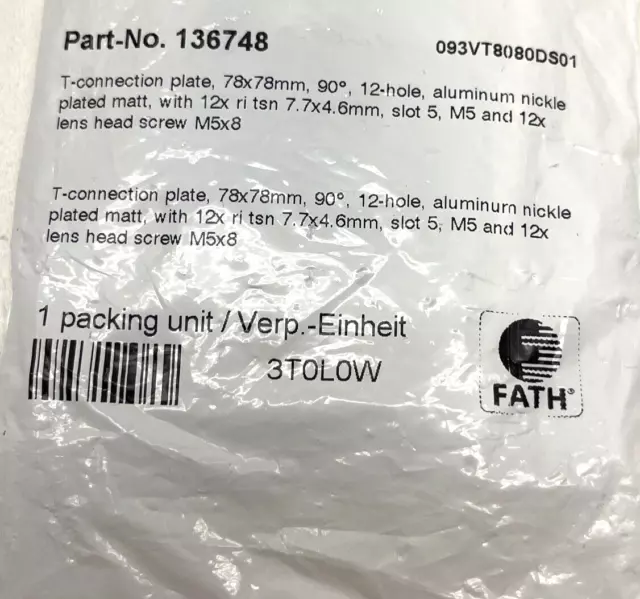 Part-No. 136748
093VT8080DS01
T-connection plate, 78x78mm, 90°, 12-hole, aluminum nickle
plated matt, with 12x ri tsn 7.7x4.6mm, slot 5, M5 and 12x
lens head screw M5x8
T-connection plate, 78x78mm, 90°, 12-hole, aluminum nickle
plated matt, with 12x ri tsn 7.7x4.6mm, slot 5, M5 and 12x
lens head screw M5x8
1 packing unit / Verp.-Einheit
3T0L0W
FATH®